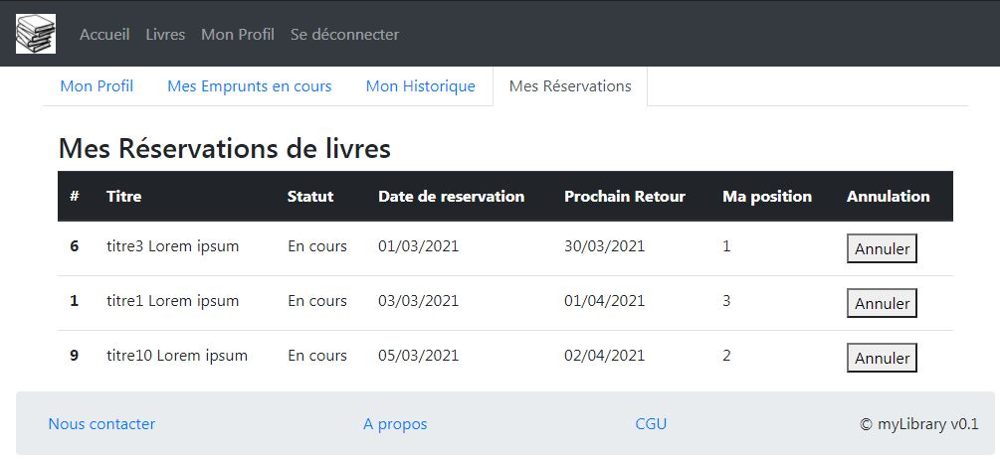 Accueil Livres Mon Profil Se déconnecter
Mon Profil Mes Emprunts en cours Mon Historique Mes Réservations
Mes Réservations de livres
# Titre Statut Date de reservation Prochain Retour Ma position Annulation
6 titre3 Lorem ipsum En cours 01/03/2021 30/03/2021 1 Annuler
1 titre1 Lorem ipsum En cours 03/03/2021 01/04/2021 3 Annuler
9 titre10 Lorem ipsum En cours 05/03/2021 02/04/2021 2 Annuler
Nous contacter A propos CGU © myLibrary v0.1